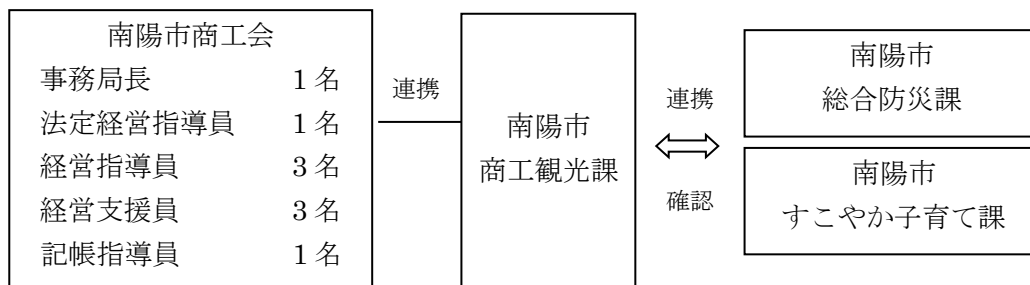 南陽市商工会
事務局長 1名
法定経営指導員 1名
経営指導員 3名
経営支援員 3名
記帳指導員 1名
連携
南陽市
商工観光課
連携
確認
南陽市
総合防災課
南陽市
すこやか子育て課